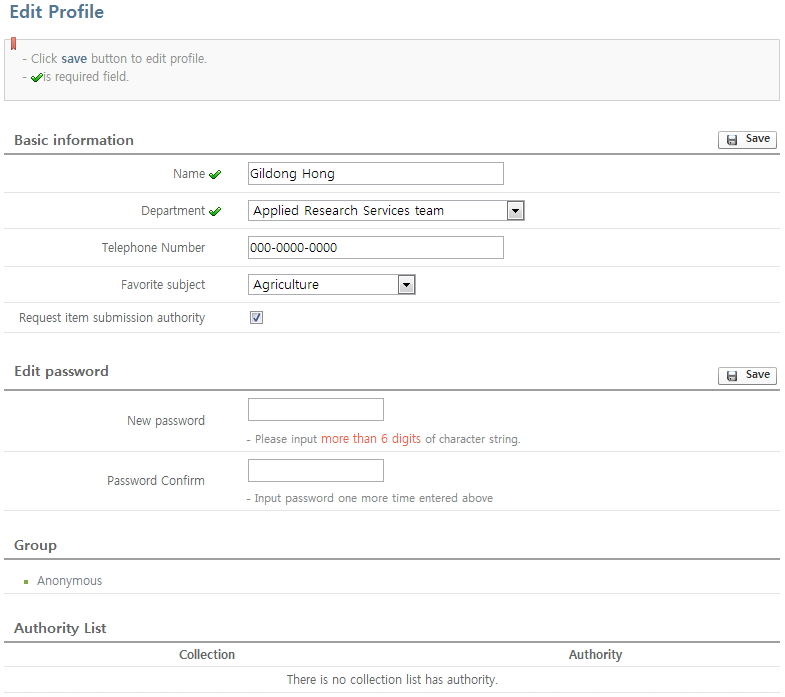 Edit Profile
- Click save button to edit profile.
- is required field.
Basic information
Save
Name
Gildong Hong
Department
Applied Research Services team
Telephone Number
000-0000-0000
Favorite subject
Agriculture
Request item submission authority
Edit password
Save
New password
- Please input more than 6 digits of character string.
Password Confirm
- Input password one more time entered above
Group
Anonymous
Authority List
Collection Authority
There is no collection list has authority.